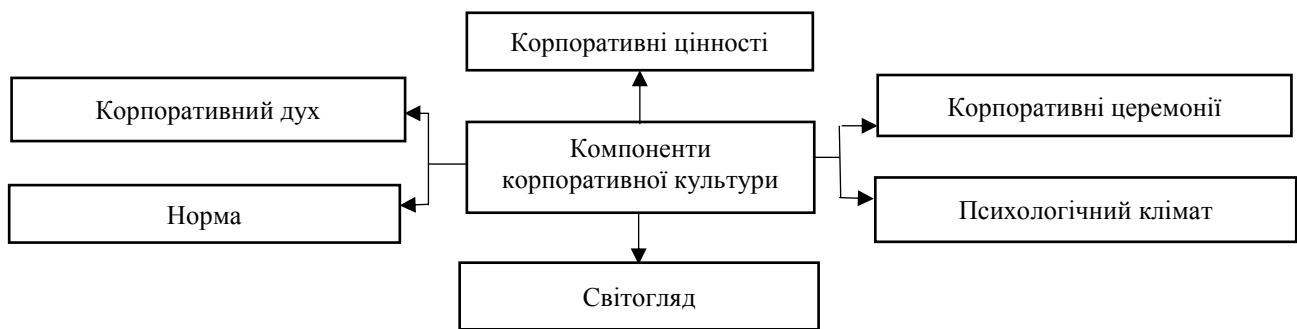 Корпоративні цінності
Корпоративний дух
Корпоративні церемонії
Компоненти
корпоративної культури
Норма
Психологічний клімат
Світогляд